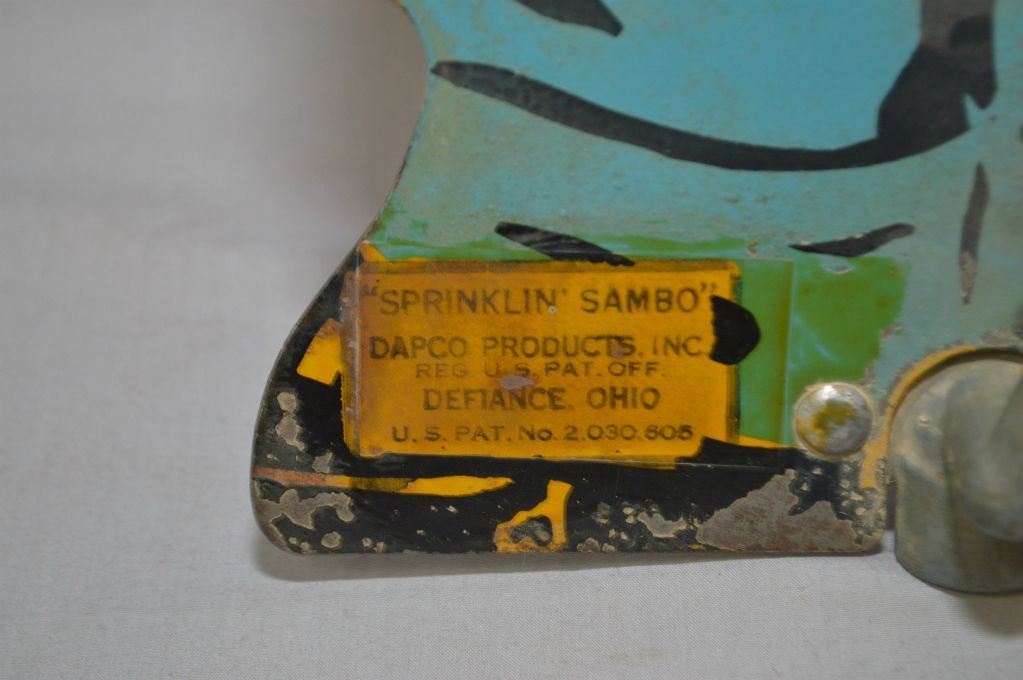 "SPRINKLIN' SAMBO"
DAPCO PRODUCTS, INC.
REG. U.S. PAT. OFF.
DEFIANCE, OHIO
U.S. PAT. No. 2,030,605